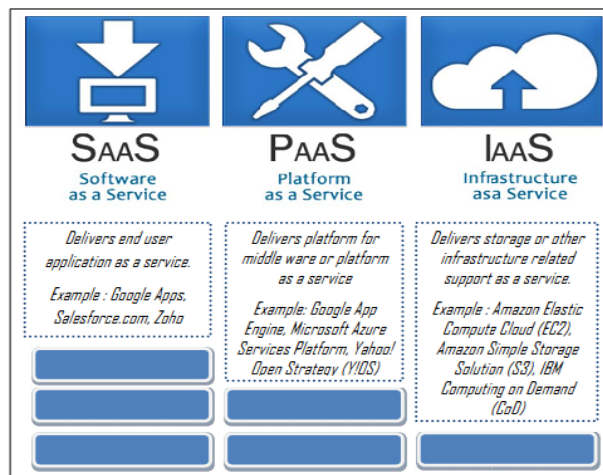 SAAS
Software
as a Service
Delivers end user
application as a service.
Example : Google Apps,
Salesforce.com, Zoho
PAAS
Platform
as a Service
Delivers platform for
middle ware or platform
as a service
Example: Google App
Engine, Microsoft Azure
Services Platform, Yahoo!
Open Strategy (Y!OS)
IAAS
Infrastructure
asa Service
Delivers storage or other
infrastructure related
support as a service.
Example : Amazon Elastic
Compute Cloud (EC2),
Amazon Simple Storage
Solution (S3), IBM
Computing on Demand
(CoD)